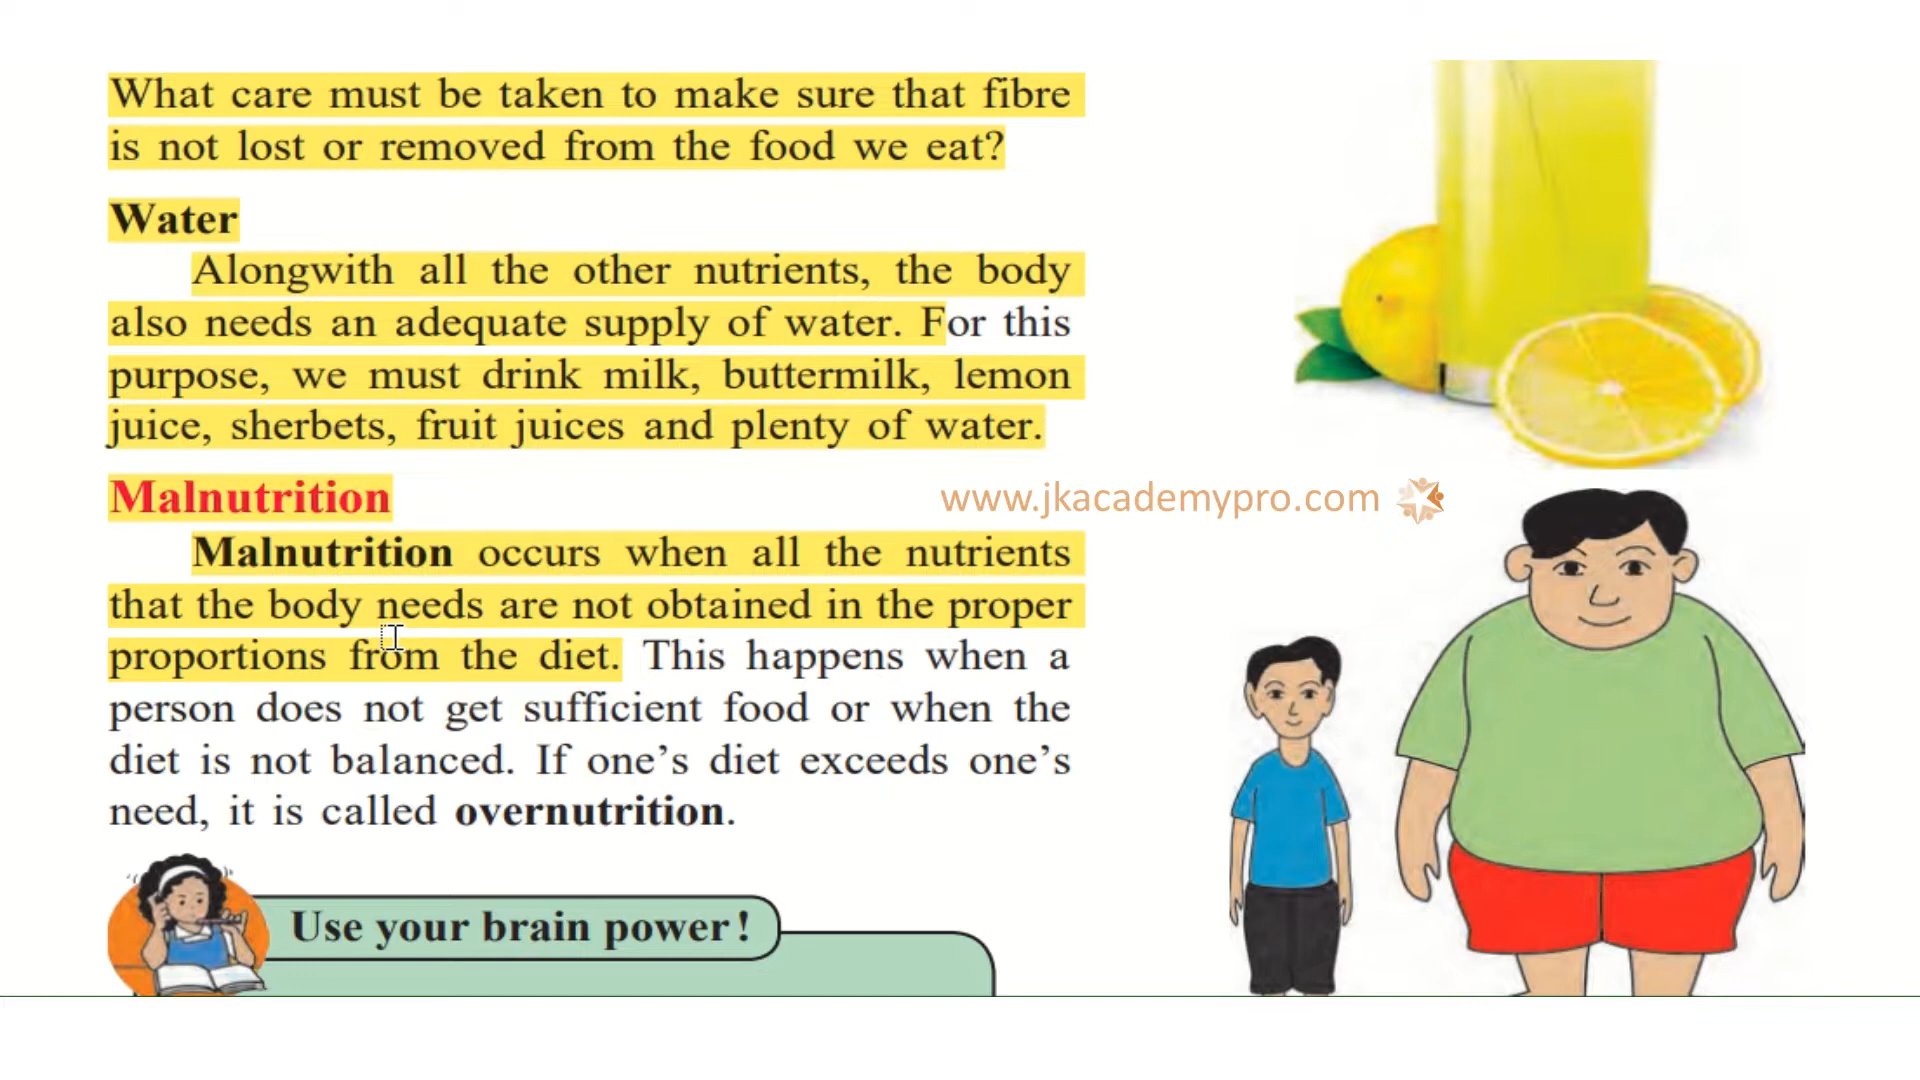 What care must be taken to make sure that fibre
is not lost or removed from the food we eat?
Water
Alongwith all the other nutrients, the body
also needs an adequate supply of water. For this
purpose, we must drink milk, buttermilk, lemon
juice, sherbets, fruit juices and plenty of water.
Malnutrition
www.jkacademypro.com
Malnutrition occurs when all the nutrients
that the body needs are not obtained in the proper
proportions from the diet. This happens when a
person does not get sufficient food or when the
diet is not balanced. If one’s diet exceeds one’s
need, it is called overnutrition.
Use your brain power!